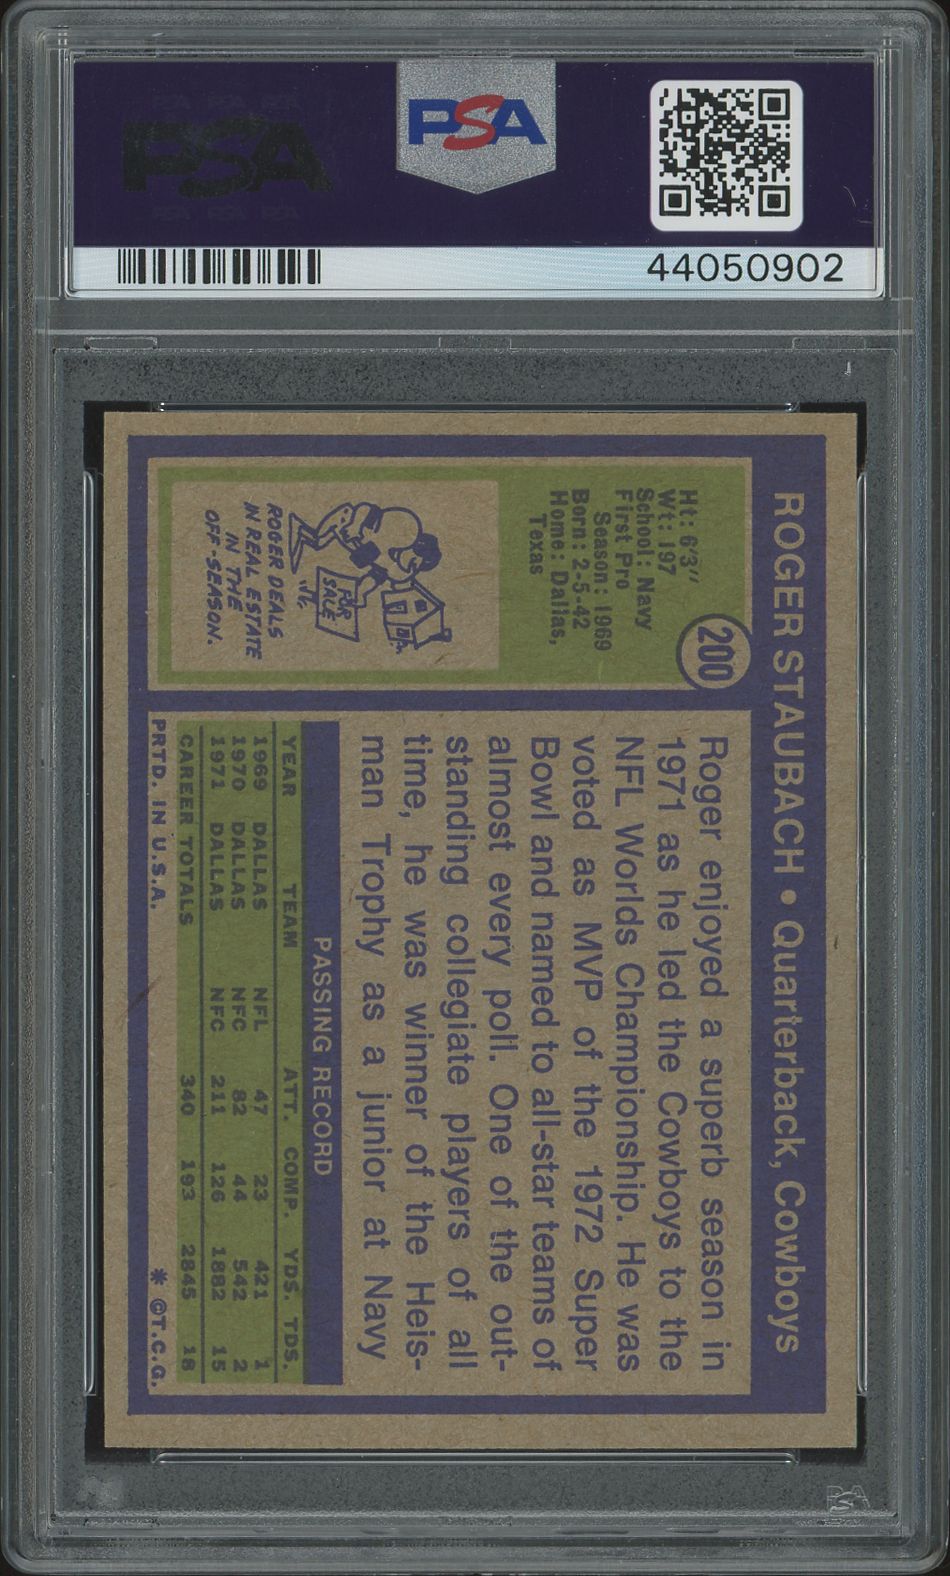 PSA
PSA
44050902
ROGER STAUBACH • Quarterback, Cowboys
200
Ht: 6'3"
Wt: 197
School: Navy
First Pro
Season: 1969
Born: 2-5-42
Home: Dallas,
Texas
FOR
SALE
ROGER DEALS
IN REAL ESTATE
IN THE
OFF-SEASON.
Roger enjoyed a superb season in
1971 as he led the Cowboys to the
NFL Worlds Championship. He was
voted as MVP of the 1972 Super
Bowl and named to all-star teams of
almost every poll. One of the out-
standing collegiate players of all
time, he was winner of the Heis-
man Trophy as a junior at Navy
PASSING RECORD
YEAR TEAM ATT. COMP. YDS. TDS.
1969 DALLAS NFL 47 23 421 1
1970 DALLAS NFC 82 44 542 2
1971 DALLAS NFC 211 126 1882 15
CAREER TOTALS 340 193 2845 18
PRTD. IN U.S.A. * ©T.C.G.
PSA